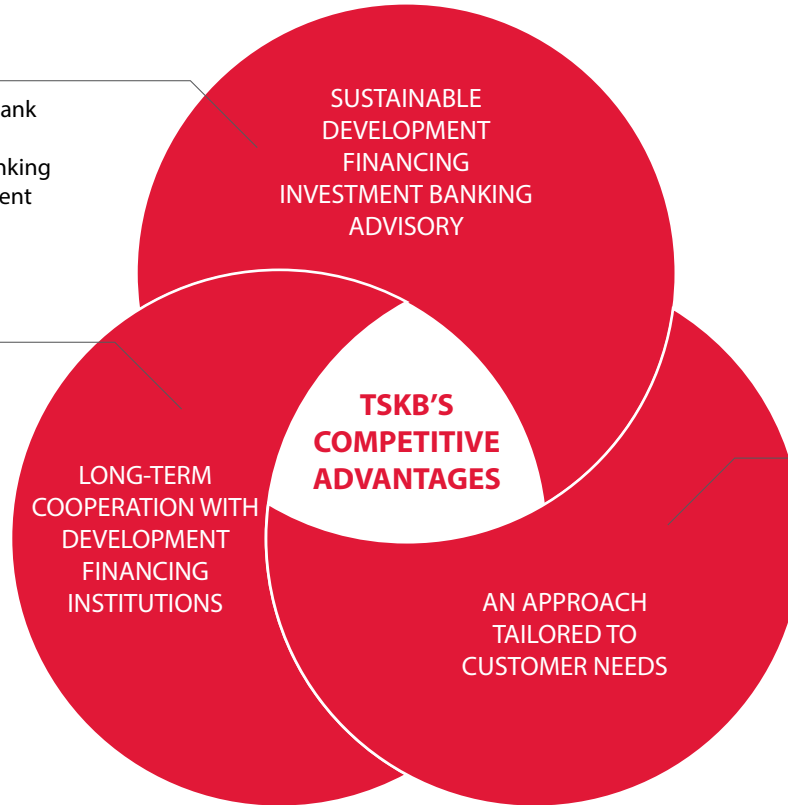 SUSTAINABLE
DEVELOPMENT
FINANCING
INVESTMENT BANKING
ADVISORY
TSKB'S
COMPETITIVE
ADVANTAGES
LONG-TERM
COOPERATION WITH
DEVELOPMENT
FINANCING
INSTITUTIONS
AN APPROACH
TAILORED TO
CUSTOMER NEEDS